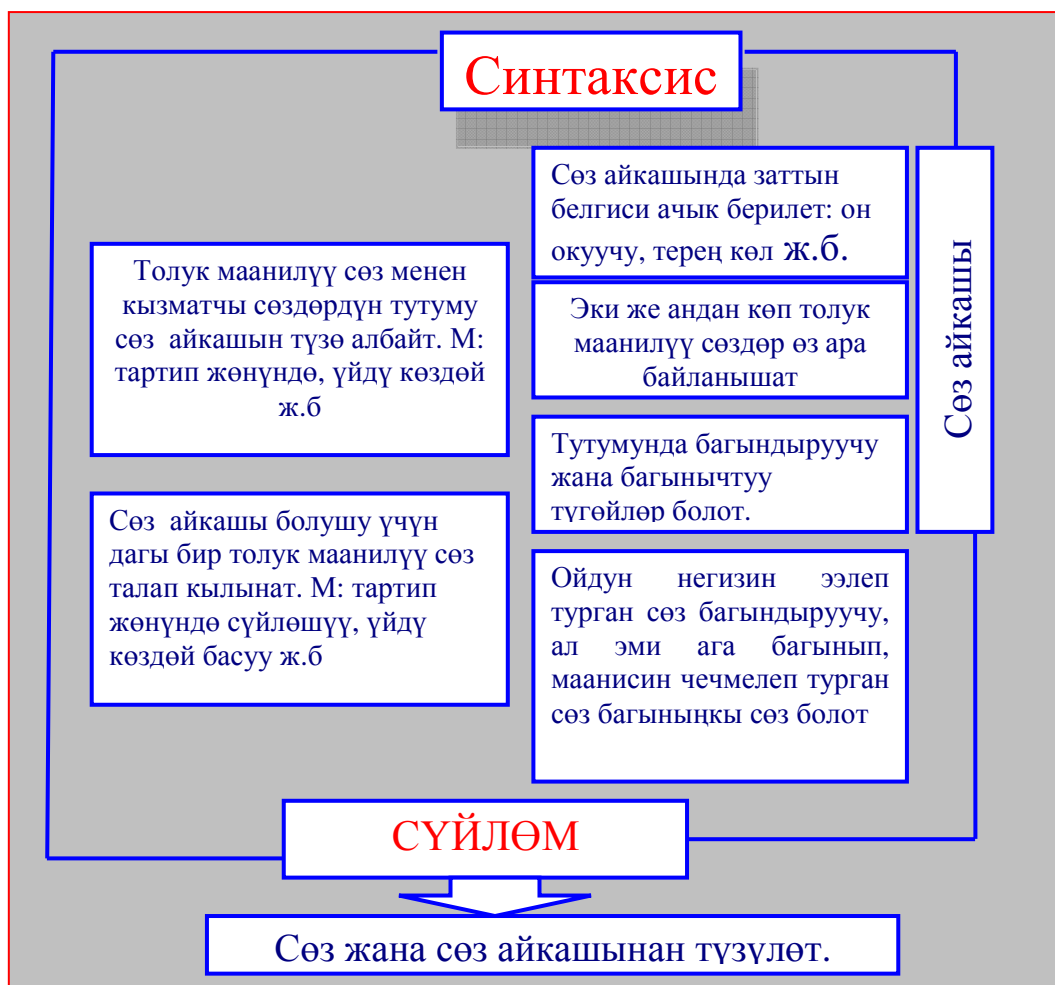 Синтаксис
Сөз айкашында заттын
белгиси ачык берилет: он
окуучу, терең көл ж.б.
Эки же андан көп толук
маанилүү сөздөр өз ара
байланышат
Тутумунда багындыруучу
жана багынычтуу
түгөйлөр болот.
Ойдун негизин ээлеп
турган сөз багындыруучу,
ал эми ага багынып,
маанисин чечмелеп турган
сөз багыныңкы сөз болот
Сөз айкашы
Толук маанилүү сөз менен
кызматчы сөздөрдүн тутуму
сөз айкашын түзө албайт. М:
тартип жөнүндө, үйдү көздөй
ж.б
Сөз айкашы болушу үчүн
дагы бир толук маанилүү сөз
талап кылынат. М: тартип
жөнүндө сүйлөшүү, үйдү
көздөй басуу ж.б
СҮЙЛӨМ
Сөз жана сөз айкашынан түзүлөт.